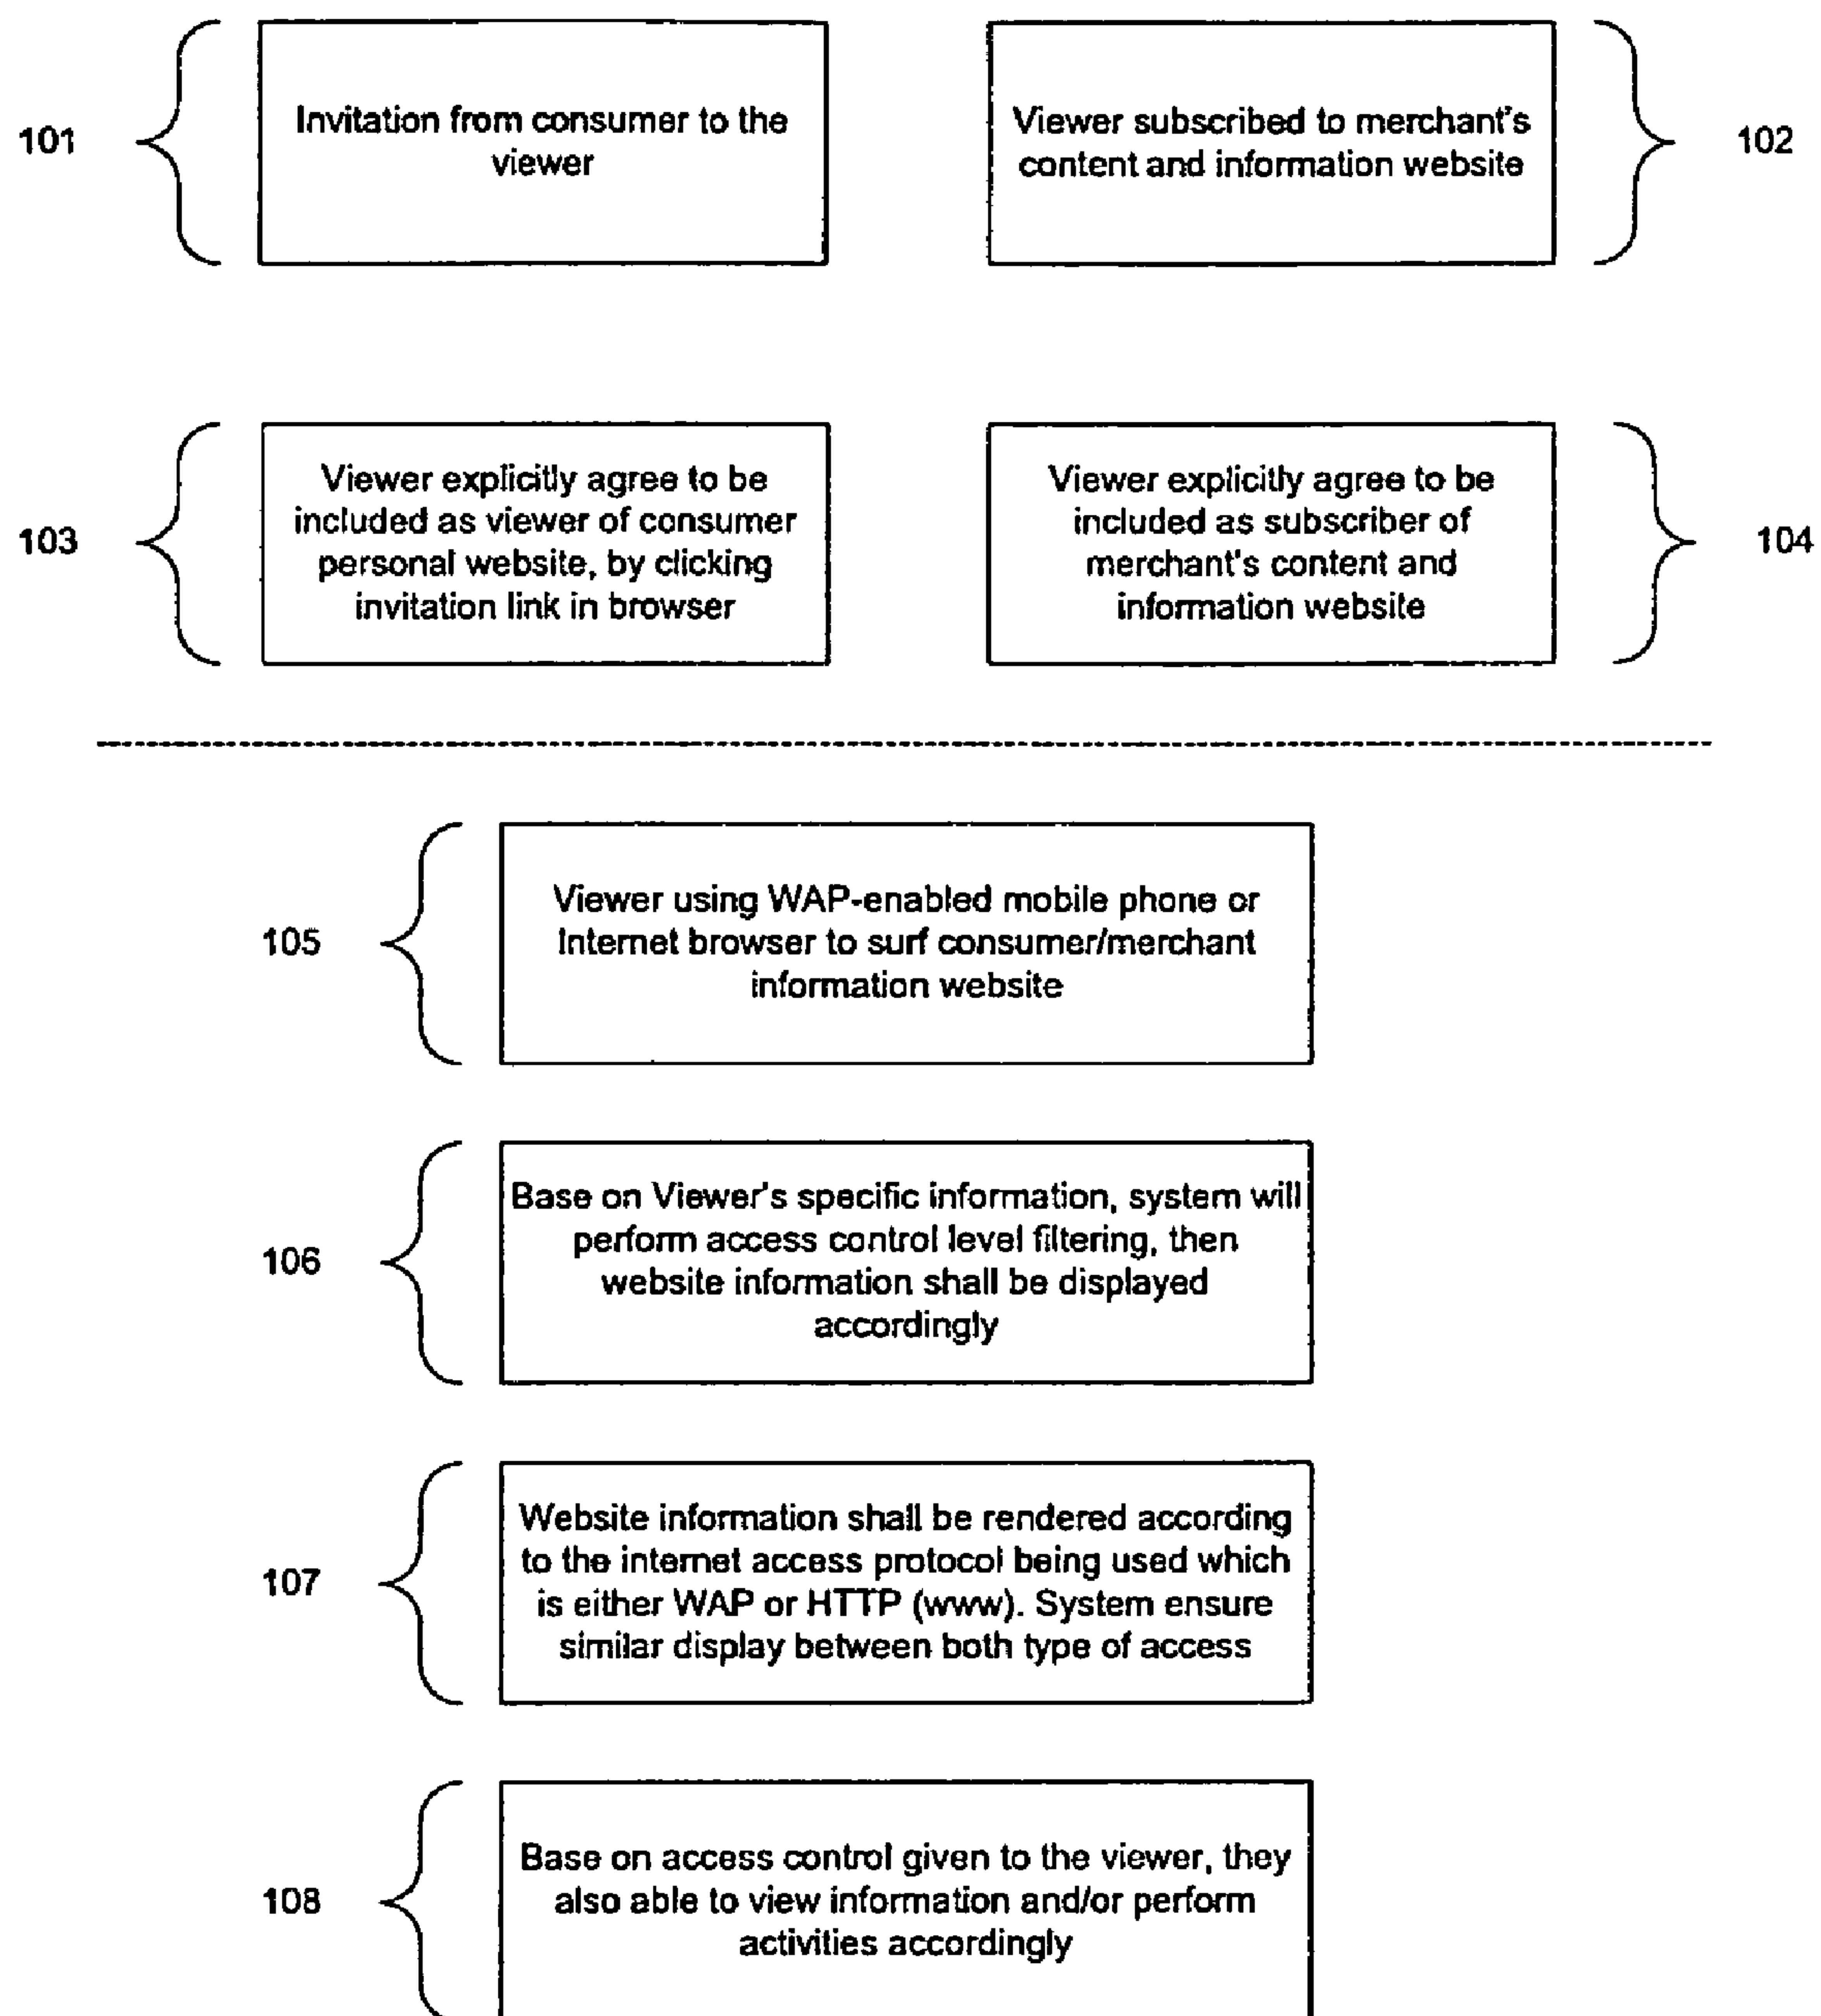 101
Invitation from consumer to the
viewer
Viewer subscribed to merchant's
content and information website
102
103
Viewer explicitly agree to be
included as viewer of consumer
personal website, by clicking
invitation link in browser
Viewer explicitly agree to be
included as subscriber of
merchant's content and
information website
104
105
Viewer using WAP-enabled mobile phone or
Internet browser to surf consumer/merchant
information website
106
Base on Viewer's specific information, system will
perform access control level filtering, then
website information shall be displayed
accordingly
107
Website information shall be rendered according
to the internet access protocol being used which
is either WAP or HTTP (www). System ensure
similar display between both type of access
108
Base on access control given to the viewer, they
also able to view information and/or perform
activities accordingly